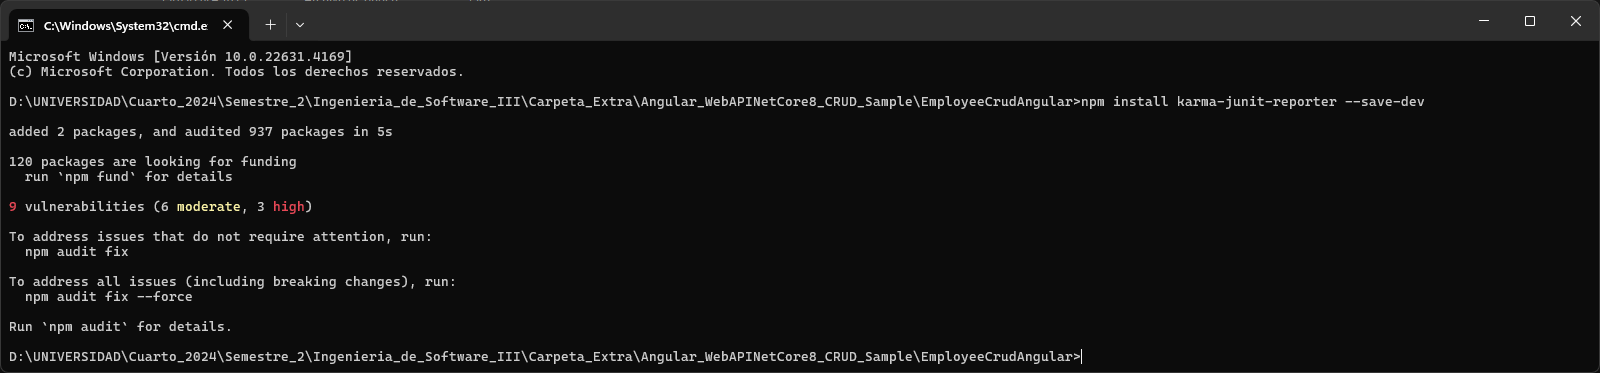 C:\Windows\System32\cmd.e
Microsoft Windows [Versión 10.0.22631.4169]
(c) Microsoft Corporation. Todos los derechos reservados.
D:\UNIVERSIDAD\Cuarto_2024\Semestre_2\Ingenieria_de_Software_III\Carpeta_Extra\Angular_WebAPINetCore8_CRUD_Sample\EmployeeCrudAngular>npm install karma-junit-reporter --save-dev
added 2 packages, and audited 937 packages in 5s
120 packages are looking for funding
run `npm fund` for details
9 vulnerabilities (6 moderate, 3 high)
To address issues that do not require attention, run:
npm audit fix
To address all issues (including breaking changes), run:
npm audit fix --force
Run `npm audit` for details.
D:\UNIVERSIDAD\Cuarto_2024\Semestre_2\Ingenieria_de_Software_III\Carpeta_Extra\Angular_WebAPINetCore8_CRUD_Sample\EmployeeCrudAngular>